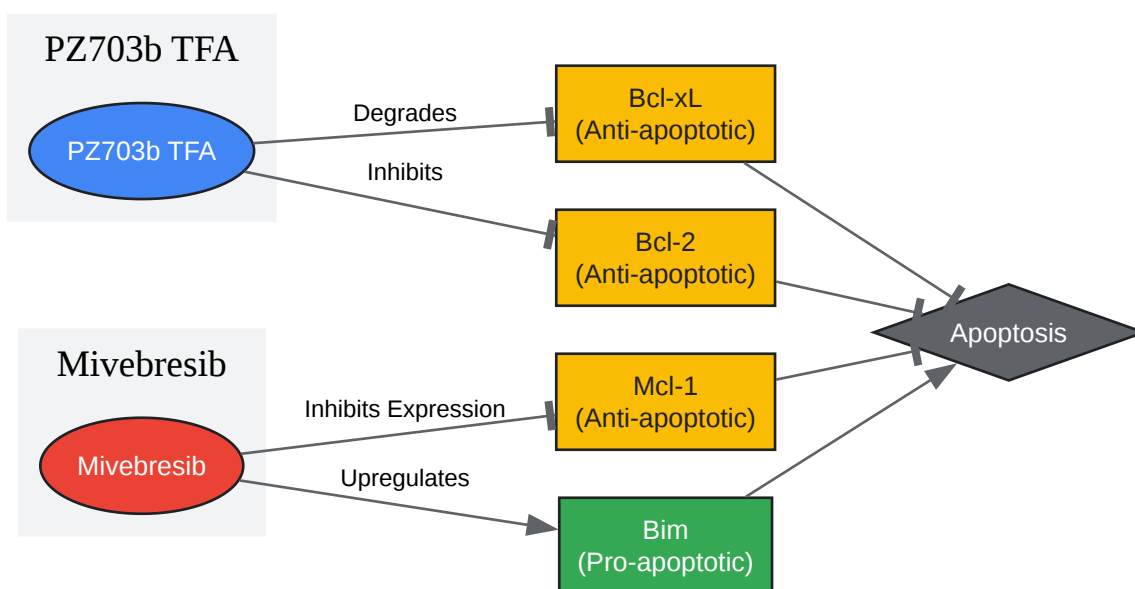 PZ703b TFA
PZ703b TFA
Degrades
Inhibits
Bcl-xL
(Anti-apoptotic)
Bcl-2
(Anti-apoptotic)
Apoptosis
Mivebresib
Mivebresib
Inhibits Expression
Upregulates
Mcl-1
(Anti-apoptotic)
Bim
(Pro-apoptotic)